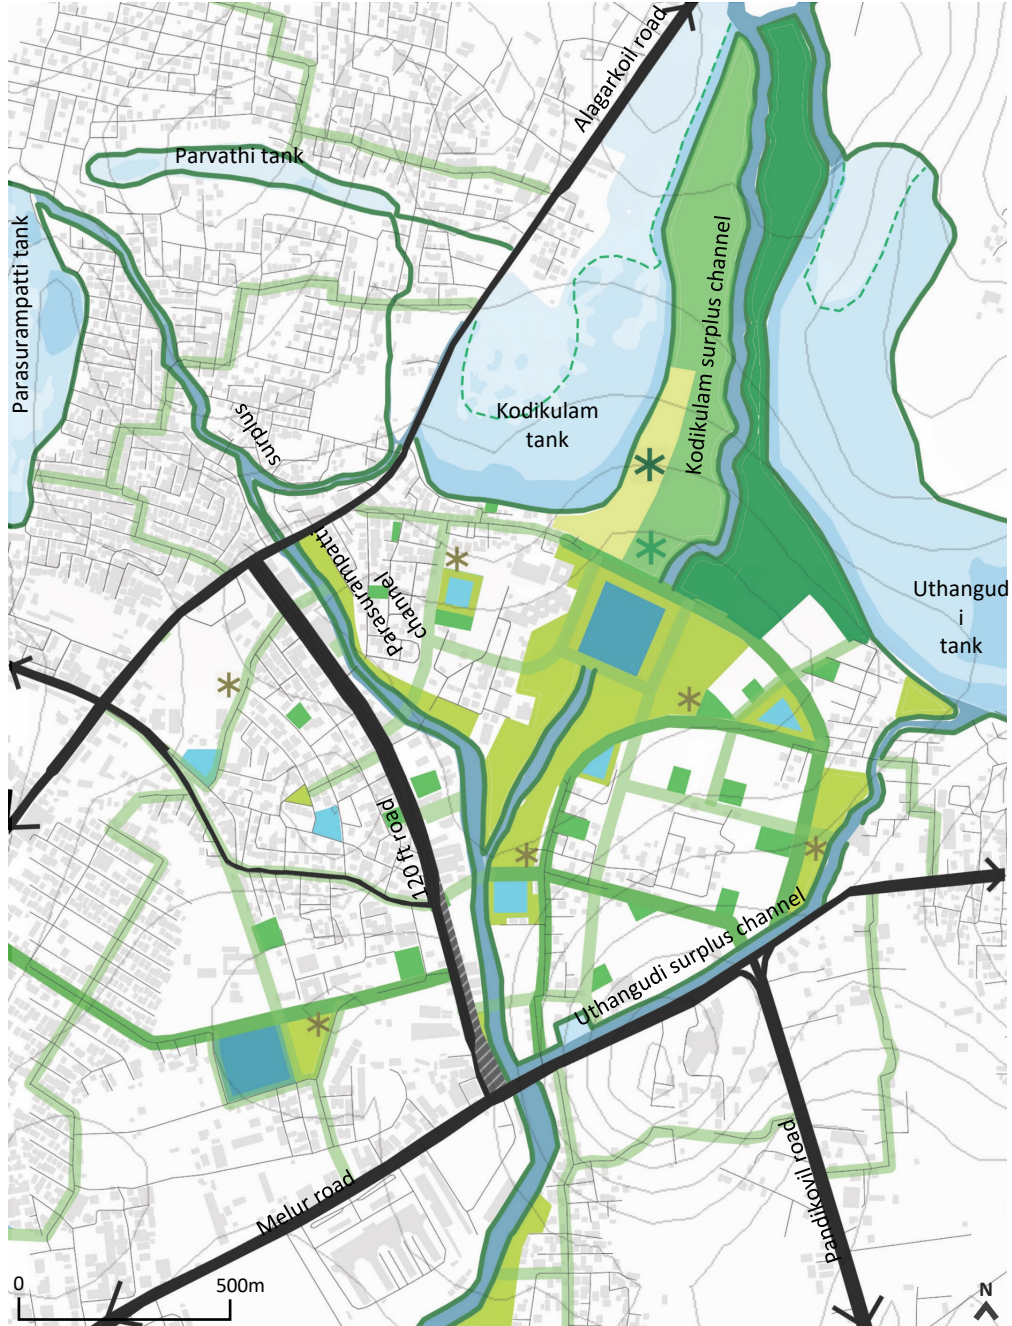 Alagarkoil road
Parvathi tank
Parasurampatti tank
Kodikulam surplus channel
surplus
Kodikulam
tank
Parasurampatti
channel
Uthangud
i
tank
120 ft road
Uthangudi surplus channel
Pandikovil road
Melur road
0
500m
N